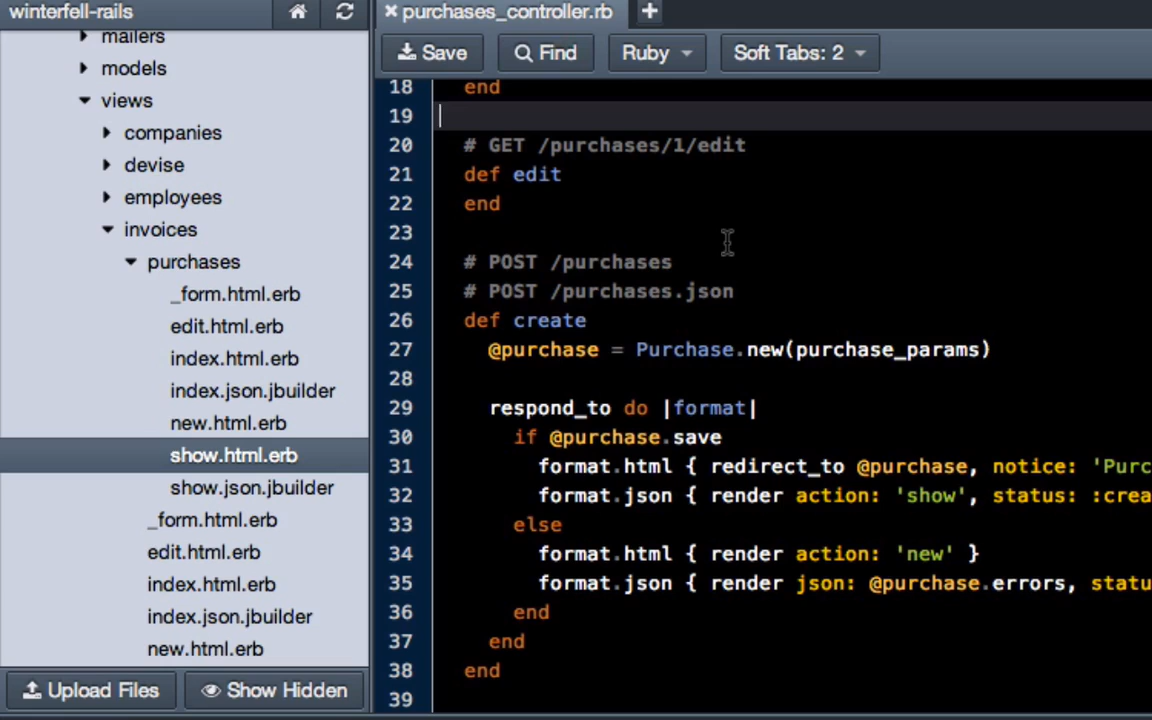 winterfell-rails
mailers
models
views
companies
devise
employees
invoices
purchases
_form.html.erb
edit.html.erb
index.html.erb
index.json.jbuilder
new.html.erb
show.html.erb
show.json.jbuilder
_form.html.erb
edit.html.erb
index.html.erb
index.json.jbuilder
new.html.erb
Upload Files
Show Hidden
× purchases_controller.rb +
Save Find Ruby Soft Tabs: 2
18 end
19
20 # GET /purchases/1/edit
21 def edit
22 end
23
24 # POST /purchases
25 # POST /purchases.json
26 def create
27 @purchase = Purchase.new(purchase_params)
28
29 respond_to do |format|
30 if @purchase.save
31 format.html { redirect_to @purchase, notice: 'Purc
32 format.json { render action: 'show', status: :crea
33 else
34 format.html { render action: 'new' }
35 format.json { render json: @purchase.errors, statu
36 end
37 end
38 end
39